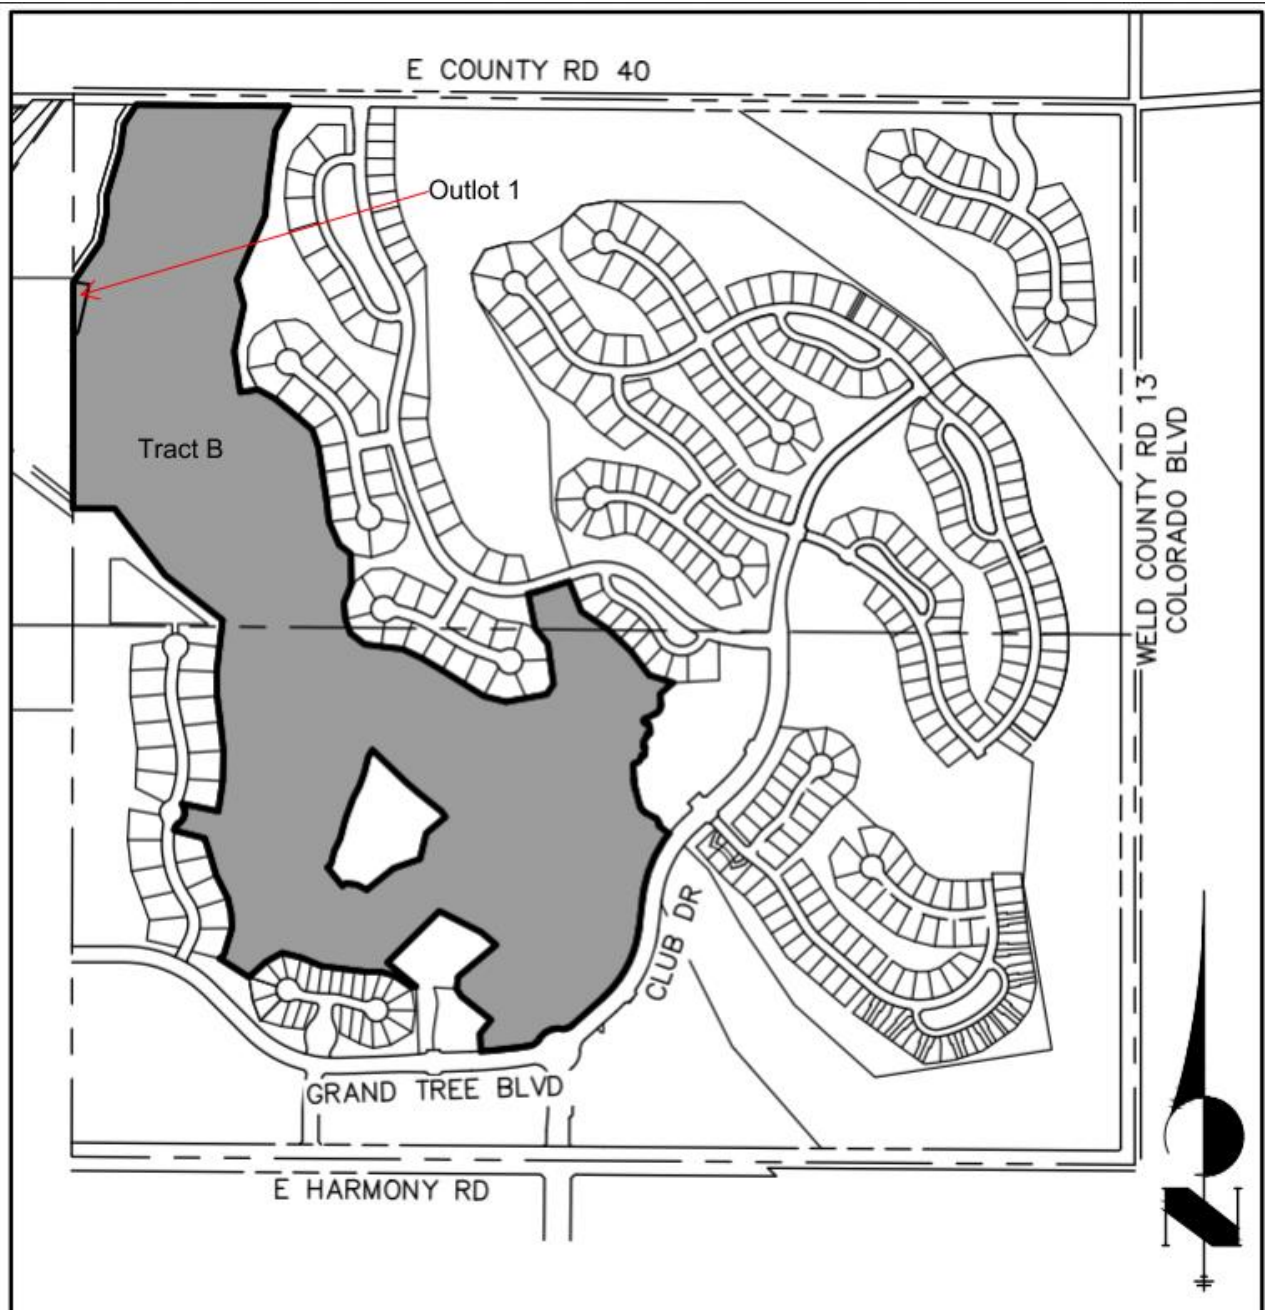 E COUNTY RD 40
Outlot 1
Tract B
WELD COUNTY RD 13
COLORADO BLVD
CLUB DR
GRAND TREE BLVD
E HARMONY RD
N